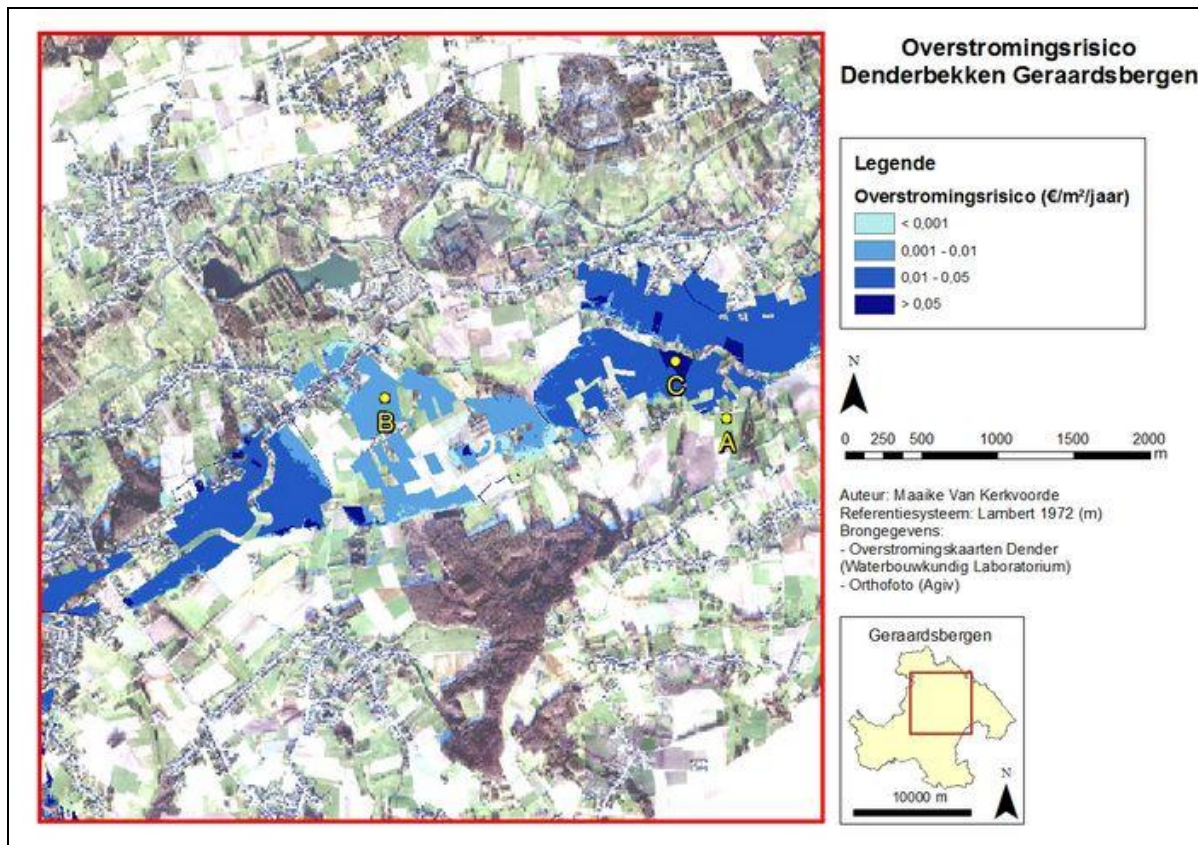 Overstromingsrisico
Denderbekken Geraardsbergen
Legende
Overstromingsrisico (€/m²/jaar)
< 0,001
0,001 - 0,01
0,01 - 0,05
> 0,05
N
0 250 500 1000 1500 2000
m
Auteur: Maaike Van Kerkvoorde
Referentiesysteem: Lambert 1972 (m)
Brongegevens:
- Overstromingskaarten Dender
(Waterbouwkundig Laboratorium)
- Orthofoto (Agiv)
Geraardsbergen
N
10000 m
B
C
A